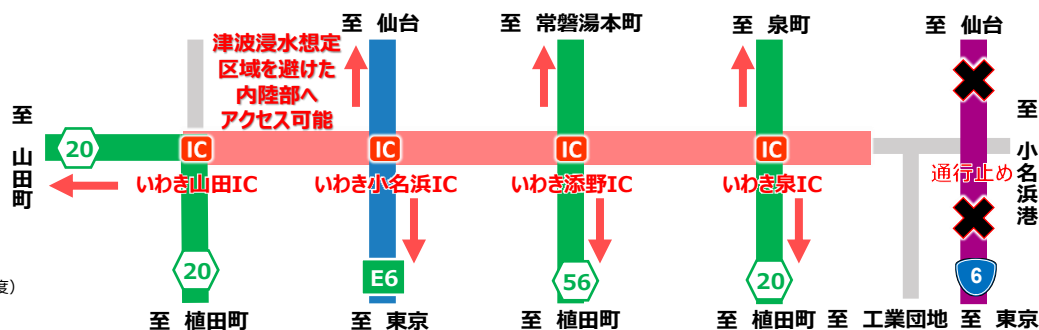 至 仙台
至 常磐湯本町
至 泉町
至 仙台
津波浸水想定
区域を避けた
内陸部へ
アクセス可能
至 山田町
20
IC
IC
IC
IC
至 小名浜港
いわき山田IC
いわき小名浜IC
いわき添野IC
いわき泉IC
通行止め
20
E6
56
20
6
度)
至 植田町
至 東京
至 植田町
至 植田町
至 工業団地
至 東京